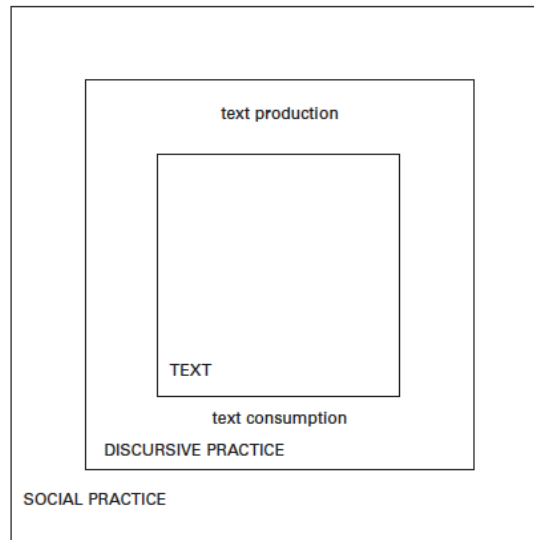 text production
TEXT
text consumption
DISCURSIVE PRACTICE
SOCIAL PRACTICE